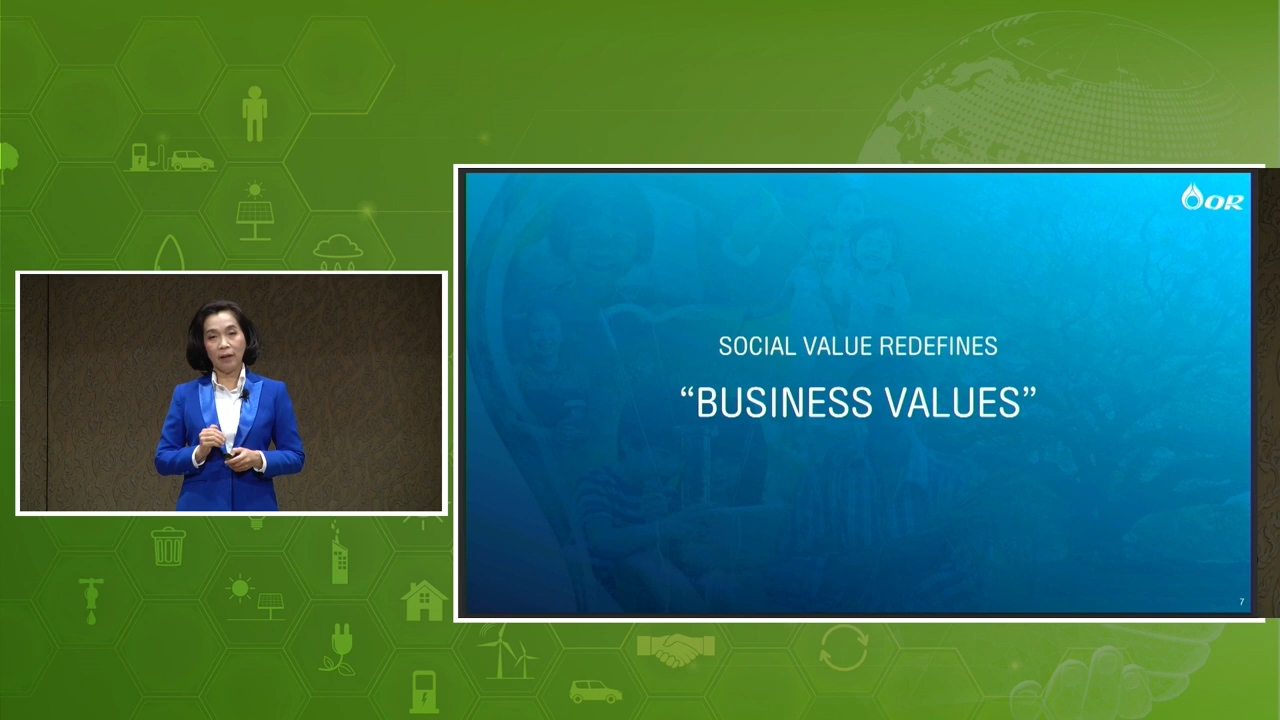 OR
SOCIAL VALUE REDEFINES
“BUSINESS VALUES”
7